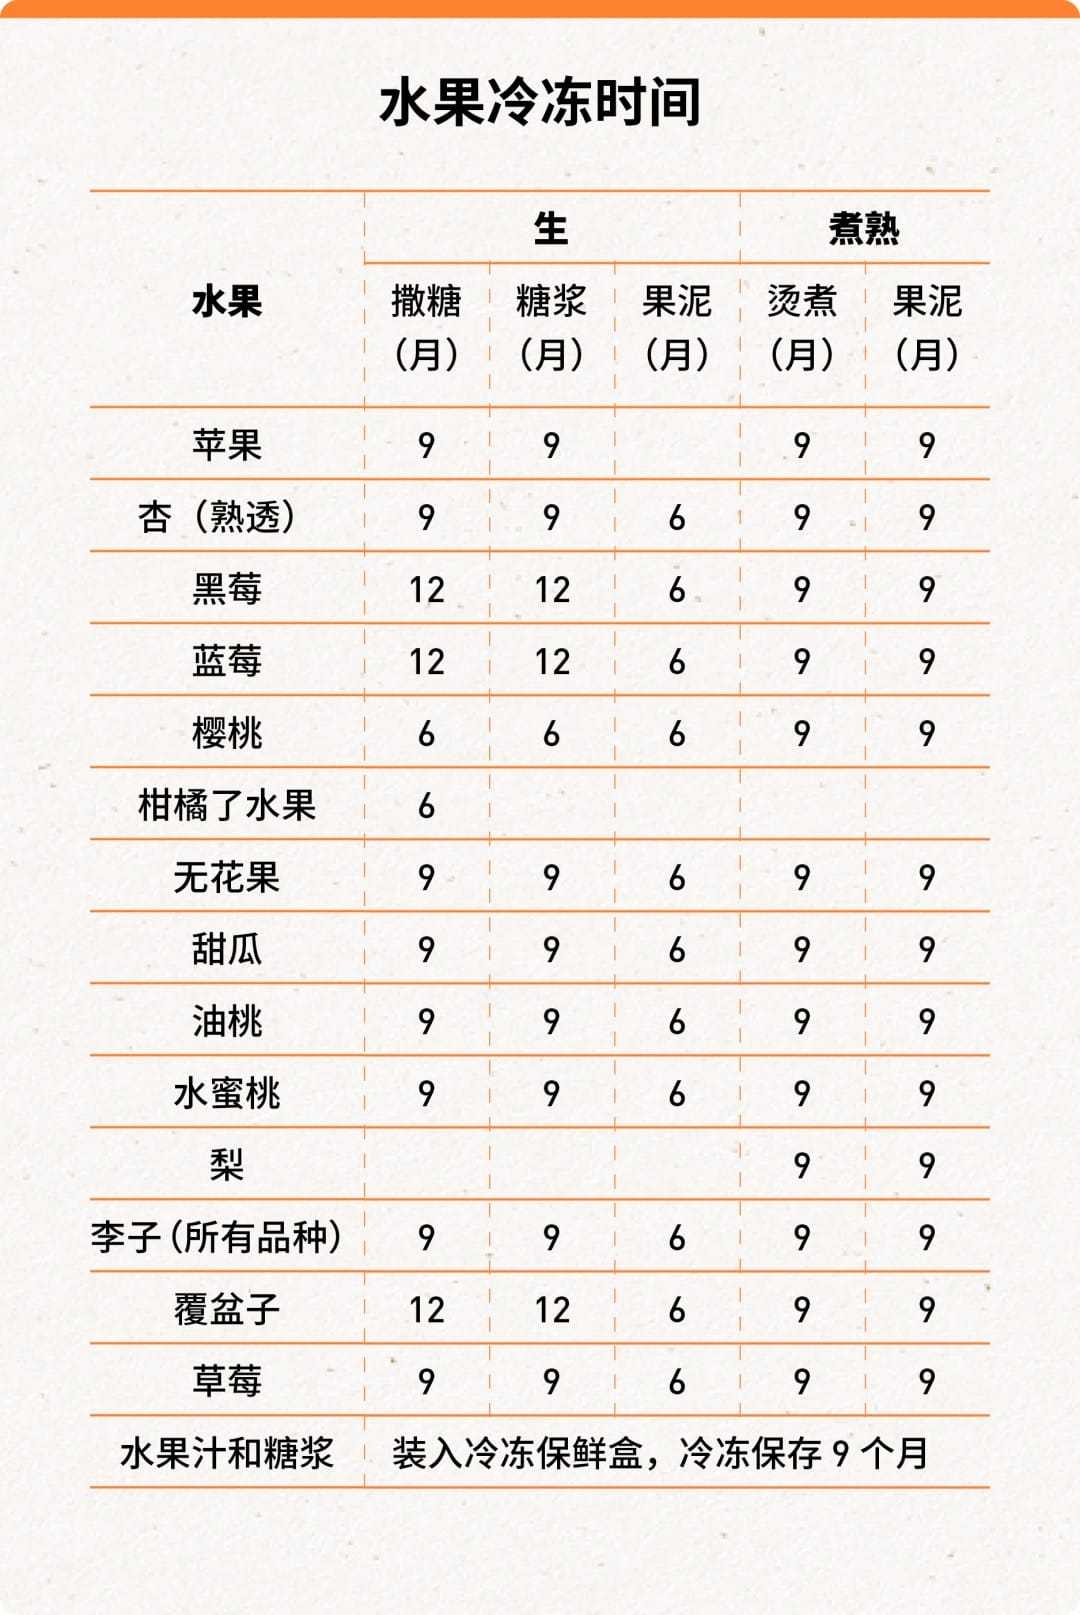 水果冷冻时间
生 煮熟
水果 撒糖 糖浆 果泥 烫煮 果泥
（月） （月） （月） （月） （月）
苹果 9 9 9 9
杏（熟透） 9 9 6 9 9
黑莓 12 12 6 9 9
蓝莓 12 12 6 9 9
樱桃 6 6 6 9 9
柑橘了水果 6
无花果 9 9 6 9 9
甜瓜 9 9 6 9 9
油桃 9 9 6 9 9
水蜜桃 9 9 6 9 9
梨 9 9
李子（所有品种） 9 9 6 9 9
覆盆子 12 12 6 9 9
草莓 9 9 6 9 9
水果汁和糖浆 装入冷冻保鲜盒，冷冻保存 9 个月